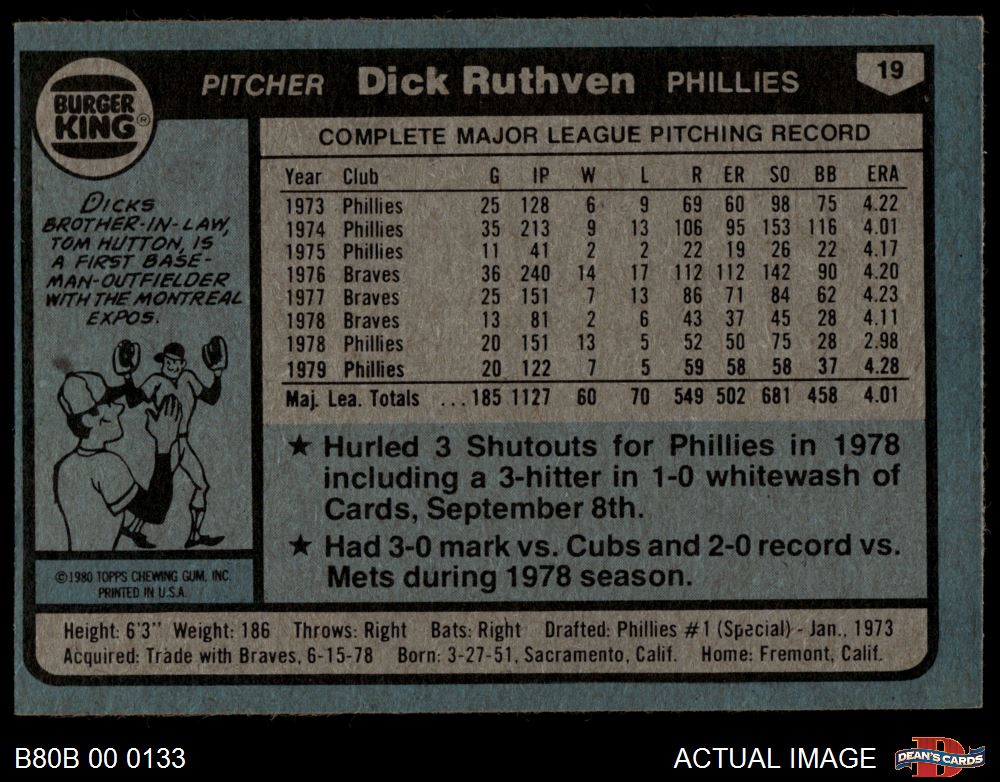 BURGER KING ®
PITCHER Dick Ruthven PHILLIES 19
COMPLETE MAJOR LEAGUE PITCHING RECORD
Year Club G IP W L R ER SO BB ERA
1973 Phillies 25 128 6 9 69 60 98 75 4.22
1974 Phillies 35 213 9 13 106 95 153 116 4.01
1975 Phillies 11 41 2 2 22 19 26 22 4.17
1976 Braves 36 240 14 17 112 112 142 90 4.20
1977 Braves 25 151 7 13 86 71 84 62 4.23
1978 Braves 13 81 2 6 43 37 45 28 4.11
1978 Phillies 20 151 13 5 52 50 75 28 2.98
1979 Phillies 20 122 7 5 59 58 58 37 4.28
Maj. Lea. Totals ...185 1127 60 70 549 502 681 458 4.01
DICKS
BROTHER-IN-LAW,
TOM HUTTON, IS
A FIRST BASE-
MAN-OUTFIELDER
WITH THE MONTREAL
EXPOS.
★ Hurled 3 Shutouts for Phillies in 1978
including a 3-hitter in 1-0 whitewash of
Cards, September 8th.
★ Had 3-0 mark vs. Cubs and 2-0 record vs.
Mets during 1978 season.
©1980 TOPPS CHEWING GUM, INC.
PRINTED IN U.S.A.
Height: 6'3" Weight: 186 Throws: Right Bats: Right Drafted: Phillies #1 (Special) - Jan., 1973
Acquired: Trade with Braves, 6-15-78 Born: 3-27-51, Sacramento, Calif. Home: Fremont, Calif.
B80B 00 0133
ACTUAL IMAGE
D
DEAN'S CARDS